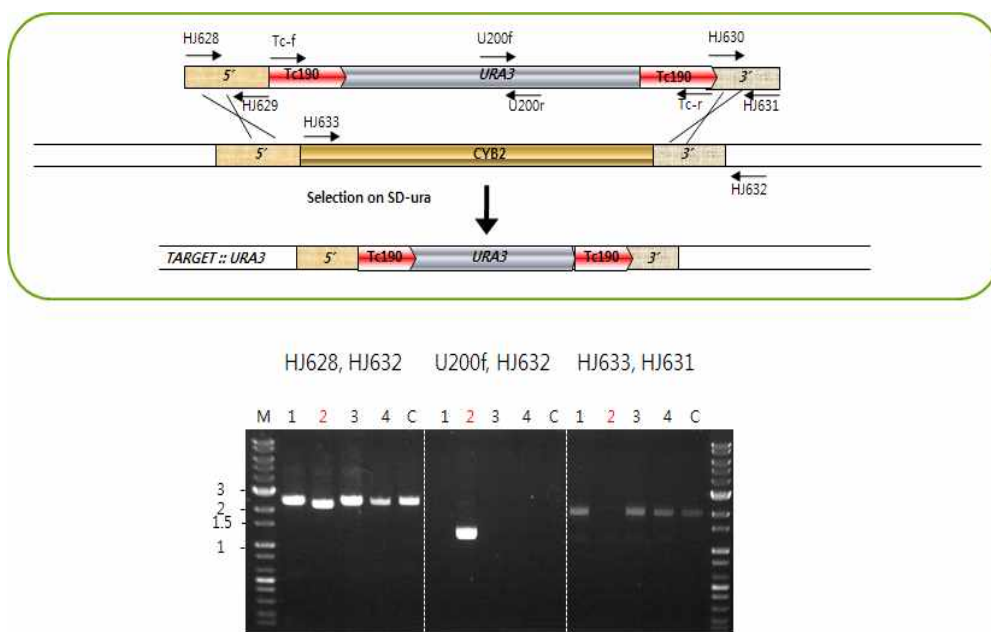 HJ628 Tc-f U200f HJ630
5´ Tc190 URA3 Tc190 3´
HJ629 U200r Tc-r HJ631
HJ633
5´ CYB2 3´
HJ632
Selection on SD-ura
TARGET :: URA3 5´ Tc190 URA3 Tc190 3´
HJ628, HJ632 U200f, HJ632 HJ633, HJ631
M 1 2 3 4 C 1 2 3 4 C 1 2 3 4 C
3 -
2 -
1.5 -
1 -